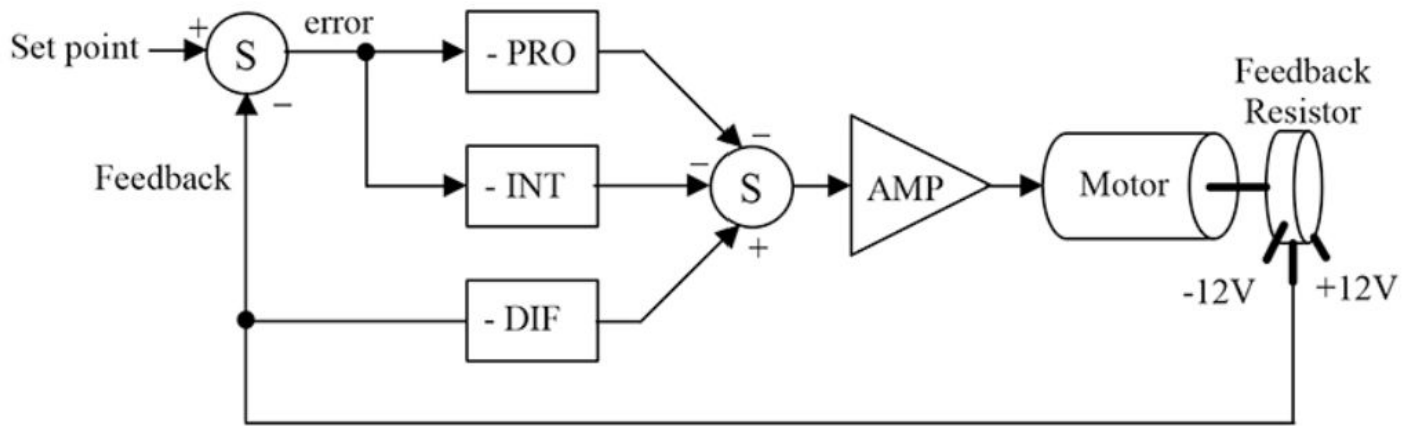 error
+
Set point
S
- PRO
−
Feedback
Resistor
−
−
Feedback
- INT
S
AMP
Motor
+
-12V
+12V
- DIF